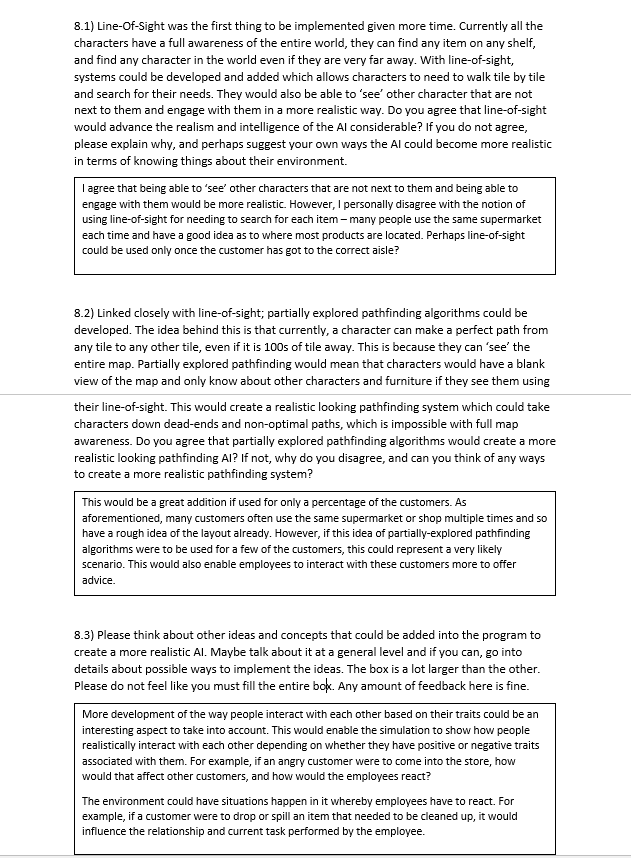 8.1) Line-Of-Sight was the first thing to be implemented given more time. Currently all the
characters have a full awareness of the entire world, they can find any item on any shelf,
and find any character in the world even if they are very far away. With line-of-sight,
systems could be developed and added which allows characters to need to walk tile by tile
and search for their needs. They would also be able to ‘see’ other character that are not
next to them and engage with them in a more realistic way. Do you agree that line-of-sight
would advance the realism and intelligence of the AI considerable? If you do not agree,
please explain why, and perhaps suggest your own ways the AI could become more realistic
in terms of knowing things about their environment.
I agree that being able to ‘see’ other characters that are not next to them and being able to
engage with them would be more realistic. However, I personally disagree with the notion of
using line-of-sight for needing to search for each item – many people use the same supermarket
each time and have a good idea as to where most products are located. Perhaps line-of-sight
could be used only once the customer has got to the correct aisle?
8.2) Linked closely with line-of-sight; partially explored pathfinding algorithms could be
developed. The idea behind this is that currently, a character can make a perfect path from
any tile to any other tile, even if it is 100s of tile away. This is because they can ‘see’ the
entire map. Partially explored pathfinding would mean that characters would have a blank
view of the map and only know about other characters and furniture if they see them using
their line-of-sight. This would create a realistic looking pathfinding system which could take
characters down dead-ends and non-optimal paths, which is impossible with full map
awareness. Do you agree that partially explored pathfinding algorithms would create a more
realistic looking pathfinding AI? If not, why do you disagree, and can you think of any ways
to create a more realistic pathfinding system?
This would be a great addition if used for only a percentage of the customers. As
aforementioned, many customers often use the same supermarket or shop multiple times and so
have a rough idea of the layout already. However, if this idea of partially-explored pathfinding
algorithms were to be used for a few of the customers, this could represent a very likely
scenario. This would also enable employees to interact with these customers more to offer
advice.
8.3) Please think about other ideas and concepts that could be added into the program to
create a more realistic AI. Maybe talk about it at a general level and if you can, go into
details about possible ways to implement the ideas. The box is a lot larger than the other.
Please do not feel like you must fill the entire box. Any amount of feedback here is fine.
More development of the way people interact with each other based on their traits could be an
interesting aspect to take into account. This would enable the simulation to show how people
realistically interact with each other depending on whether they have positive or negative traits
associated with them. For example, if an angry customer were to come into the store, how
would that affect other customers, and how would the employees react?
The environment could have situations happen in it whereby employees have to react. For
example, if a customer were to drop or spill an item that needed to be cleaned up, it would
influence the relationship and current task performed by the employee.